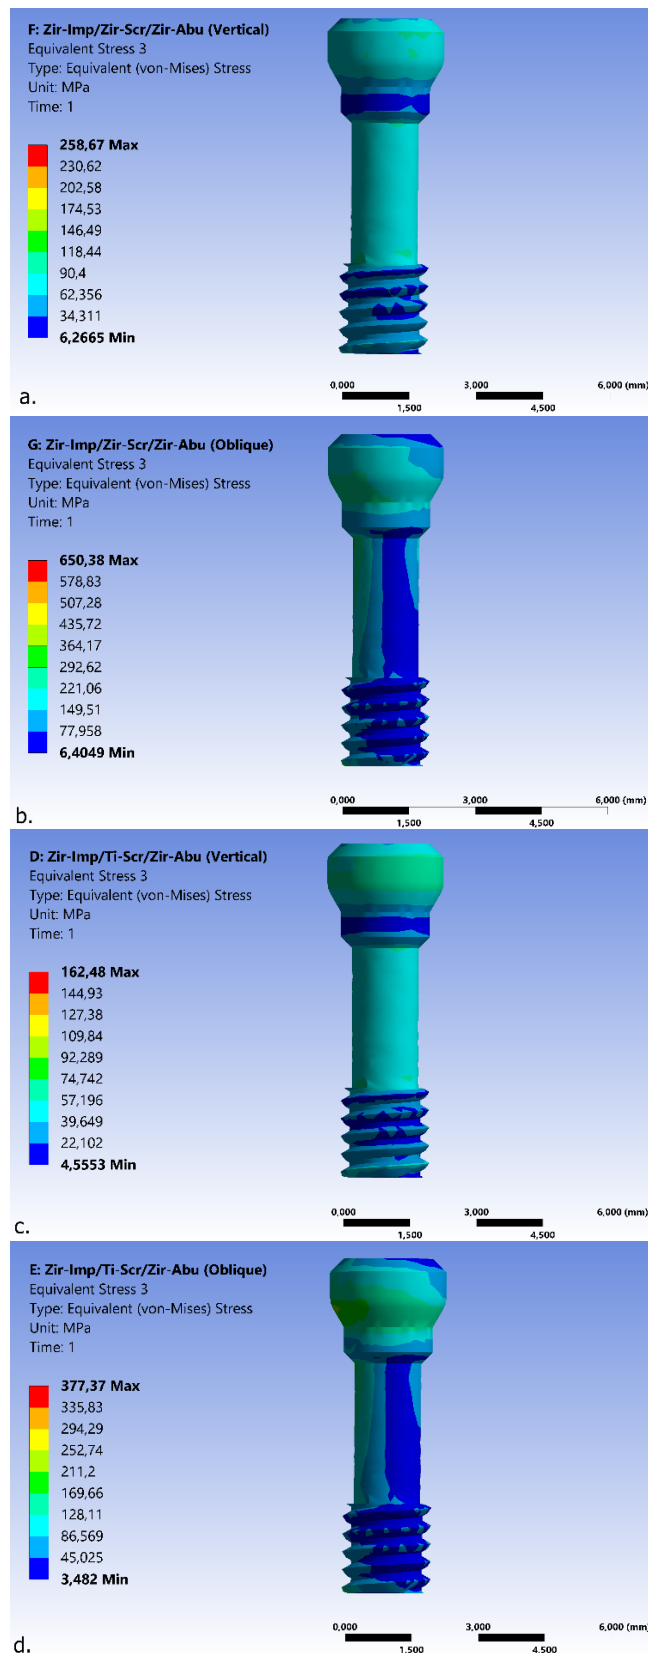 F: Zir-Imp/Zir-Scr/Zir-Abu (Vertical)
Equivalent Stress 3
Type: Equivalent (von-Mises) Stress
Unit: MPa
Time: 1
258,67 Max
230,62
202,58
174,53
146,49
118,44
90,4
62,356
34,311
6,2665 Min
0,000 3,000 6,000 (mm)
1,500 4,500
a.
G: Zir-Imp/Zir-Scr/Zir-Abu (Oblique)
Equivalent Stress 3
Type: Equivalent (von-Mises) Stress
Unit: MPa
Time: 1
650,38 Max
578,83
507,28
435,72
364,17
292,62
221,06
149,51
77,958
6,4049 Min
0,000 3,000 6,000 (mm)
1,500 4,500
b.
D: Zir-Imp/Ti-Scr/Zir-Abu (Vertical)
Equivalent Stress 3
Type: Equivalent (von-Mises) Stress
Unit: MPa
Time: 1
162,48 Max
144,93
127,38
109,84
92,289
74,742
57,196
39,649
22,102
4,5553 Min
0,000 3,000 6,000 (mm)
1,500 4,500
c.
E: Zir-Imp/Ti-Scr/Zir-Abu (Oblique)
Equivalent Stress 3
Type: Equivalent (von-Mises) Stress
Unit: MPa
Time: 1
377,37 Max
335,83
294,29
252,74
211,2
169,66
128,11
86,569
45,025
3,482 Min
0,000 3,000 6,000 (mm)
1,500 4,500
d.